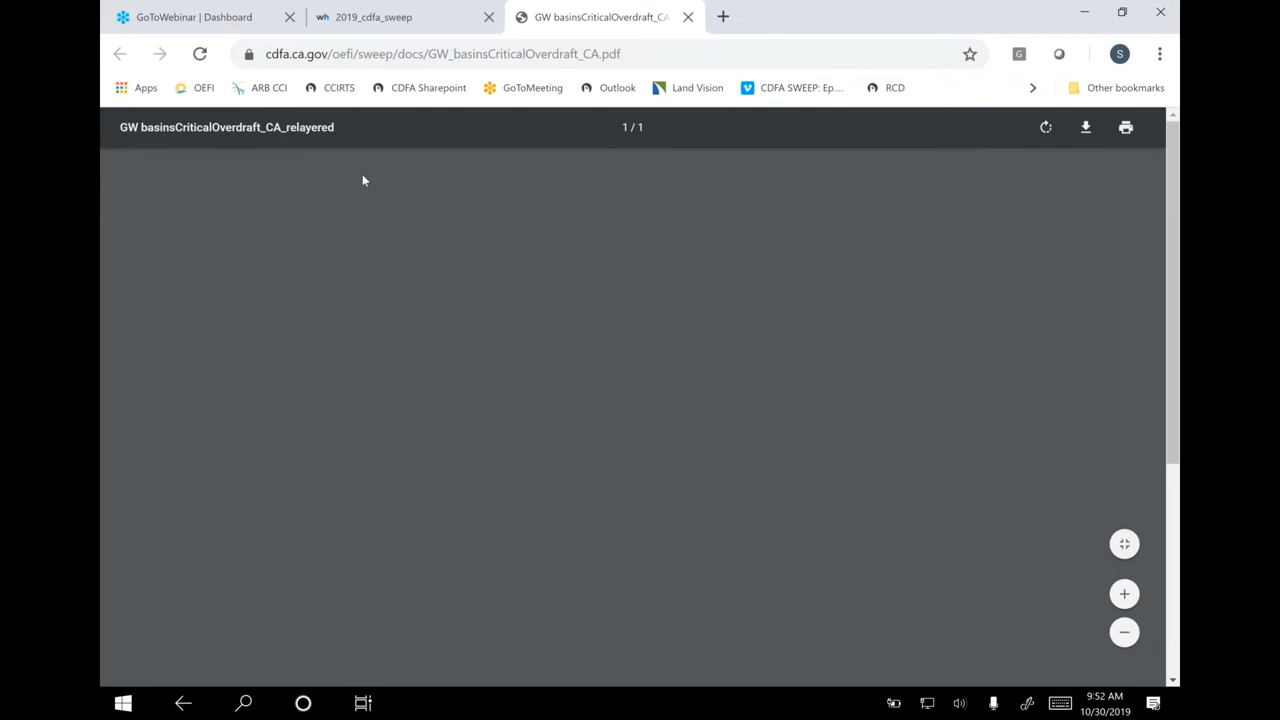 GoToWebinar | Dashboard
wh 2019_cdfa_sweep
GW basinsCriticalOverdraft_CA
cdfa.ca.gov/oefi/sweep/docs/GW_basinsCriticalOverdraft_CA.pdf
G
S
Apps OEFI ARB CCI CCIRTS CDFA Sharepoint GoToMeeting Outlook Land Vision CDFA SWEEP: Ep.... RCD Other bookmarks
GW basinsCriticalOverdraft_CA_relayered 1 / 1
9:52 AM
10/30/2019